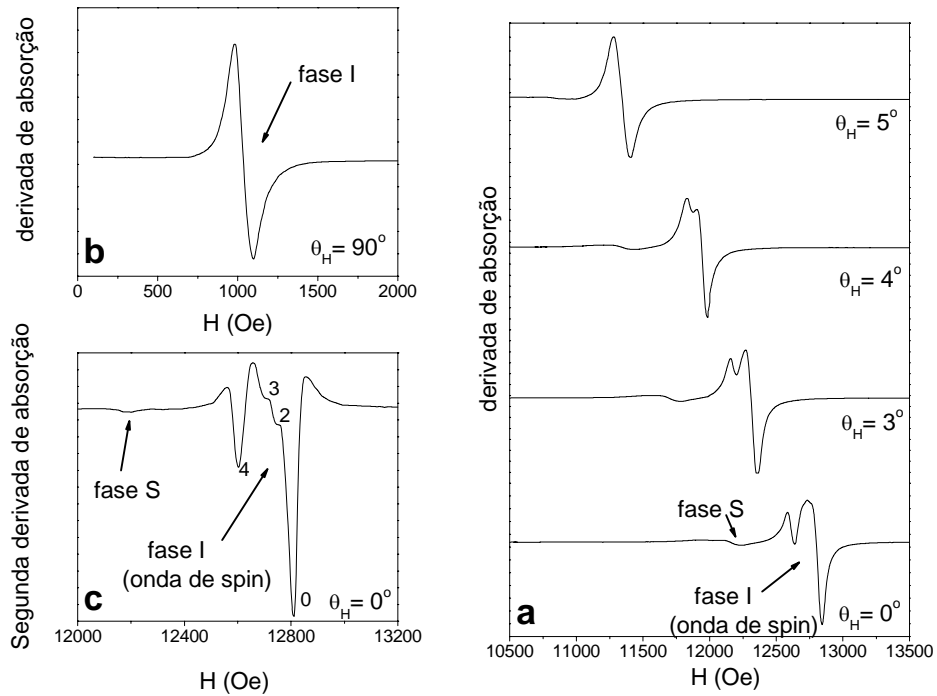 derivada de absorção
fase I
b
θH= 90°
0 500 1000 1500 2000
H (Oe)
Segunda derivada de absorção
fase S
4
3
2
fase I
(onda de spin)
0
c
θH= 0°
12000 12400 12800 13200
H (Oe)
derivada de absorção
θH= 5°
θH= 4°
θH= 3°
fase S
fase I
(onda de spin)
a
θH= 0°
10500 11000 11500 12000 12500 13000 13500
H (Oe)